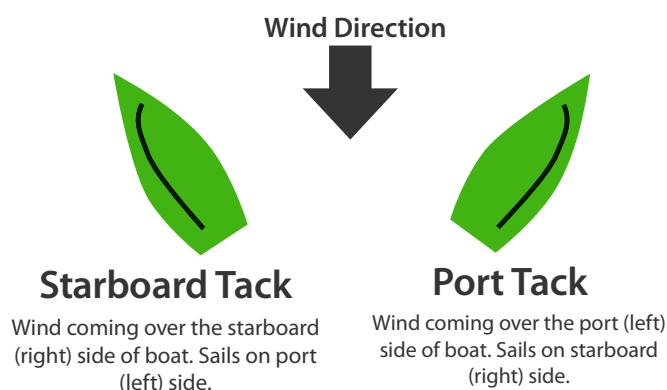 Wind Direction
Starboard Tack
Wind coming over the starboard
(right) side of boat. Sails on port
(left) side.
Port Tack
Wind coming over the port (left)
side of boat. Sails on starboard
(right) side.